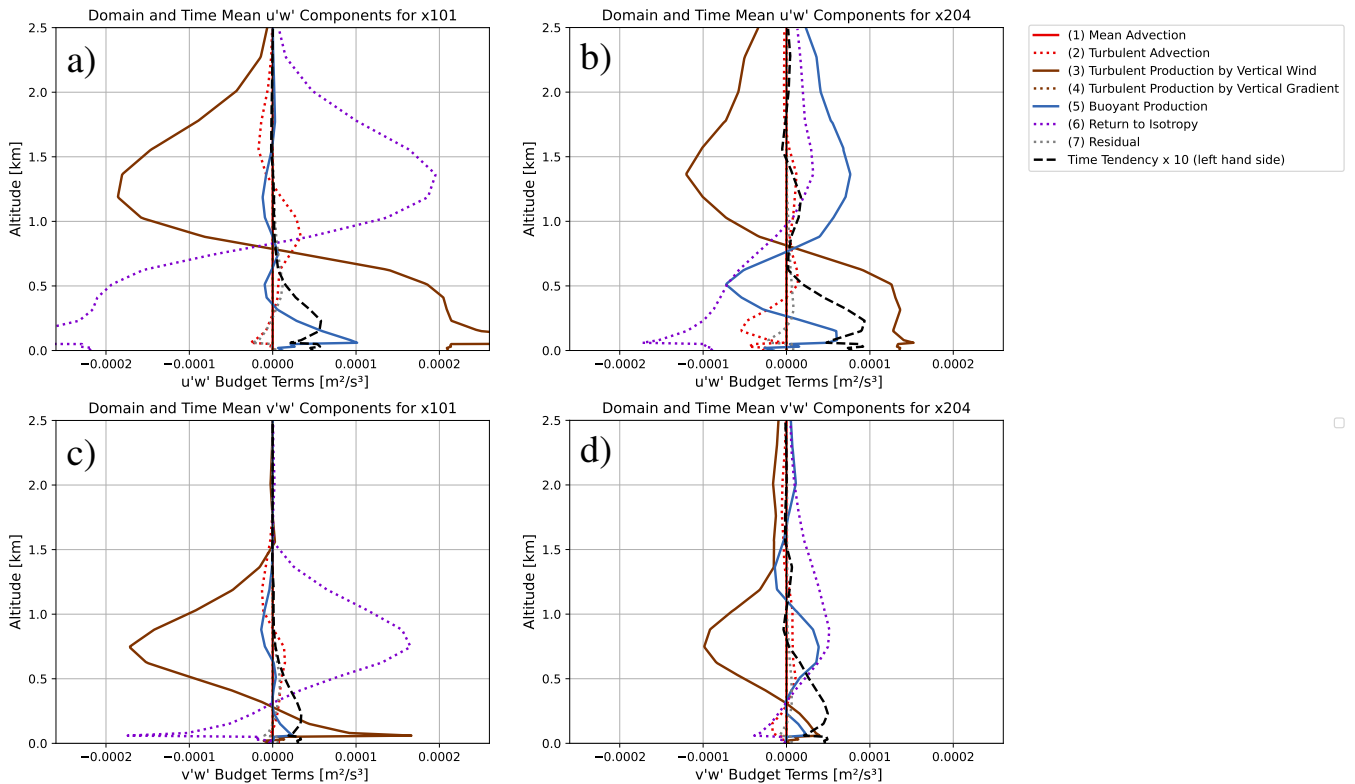 Domain and Time Mean u'w' Components for x101
a)
2.5
2.0
1.5
1.0
0.5
0.0
Altitude [km]
−0.0002 −0.0001 0.0000 0.0001 0.0002
u'w' Budget Terms [m²/s³]
Domain and Time Mean u'w' Components for x204
b)
2.5
2.0
1.5
1.0
0.5
0.0
Altitude [km]
−0.0002 −0.0001 0.0000 0.0001 0.0002
u'w' Budget Terms [m²/s³]
(1) Mean Advection
(2) Turbulent Advection
(3) Turbulent Production by Vertical Wind
(4) Turbulent Production by Vertical Gradient
(5) Buoyant Production
(6) Return to Isotropy
(7) Residual
Time Tendency x 10 (left hand side)
Domain and Time Mean v'w' Components for x101
c)
2.5
2.0
1.5
1.0
0.5
0.0
Altitude [km]
−0.0002 −0.0001 0.0000 0.0001 0.0002
v'w' Budget Terms [m²/s³]
Domain and Time Mean v'w' Components for x204
d)
2.5
2.0
1.5
1.0
0.5
0.0
Altitude [km]
−0.0002 −0.0001 0.0000 0.0001 0.0002
v'w' Budget Terms [m²/s³]